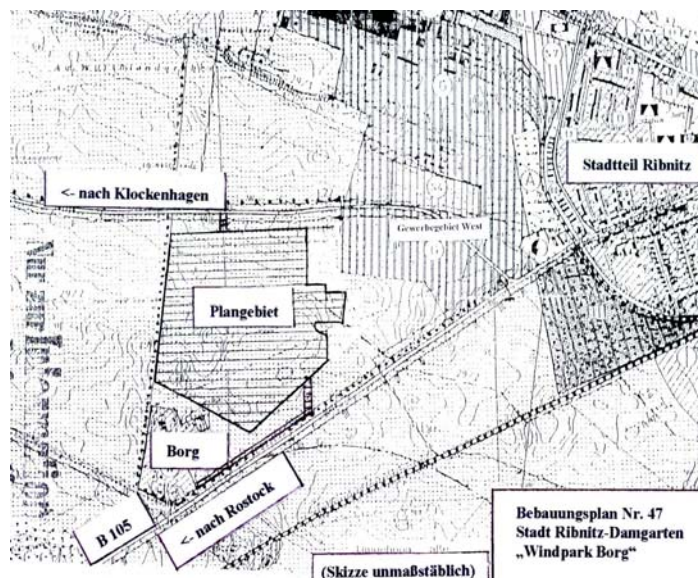 Stadtteil Ribnitz
<- nach Klockenhagen
Gewerbegebiet West
Plangebiet
Borg
B 105
<- nach Rostock
Bebauungsplan Nr. 47
Stadt Ribnitz-Damgarten
„Windpark Borg“
(Skizze unmaßstäblich)